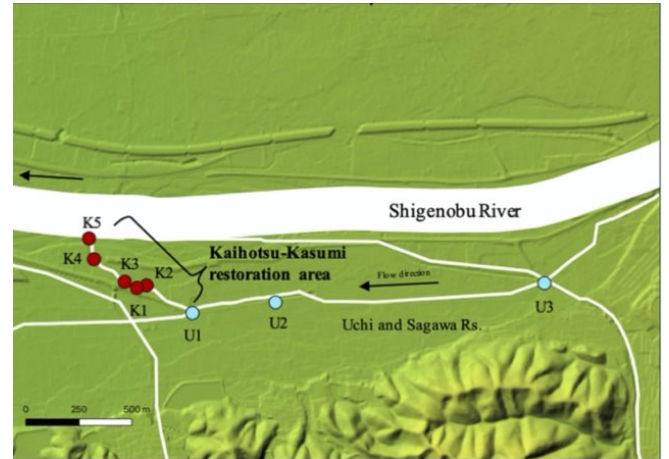 Shigenobu River
K5
Kaihotsu-Kasumi
restoration area
K4
K3
K2
Flow direction
K1
U3
U2
U1
Uchi and Sagawa Rs.
0 250 500 m